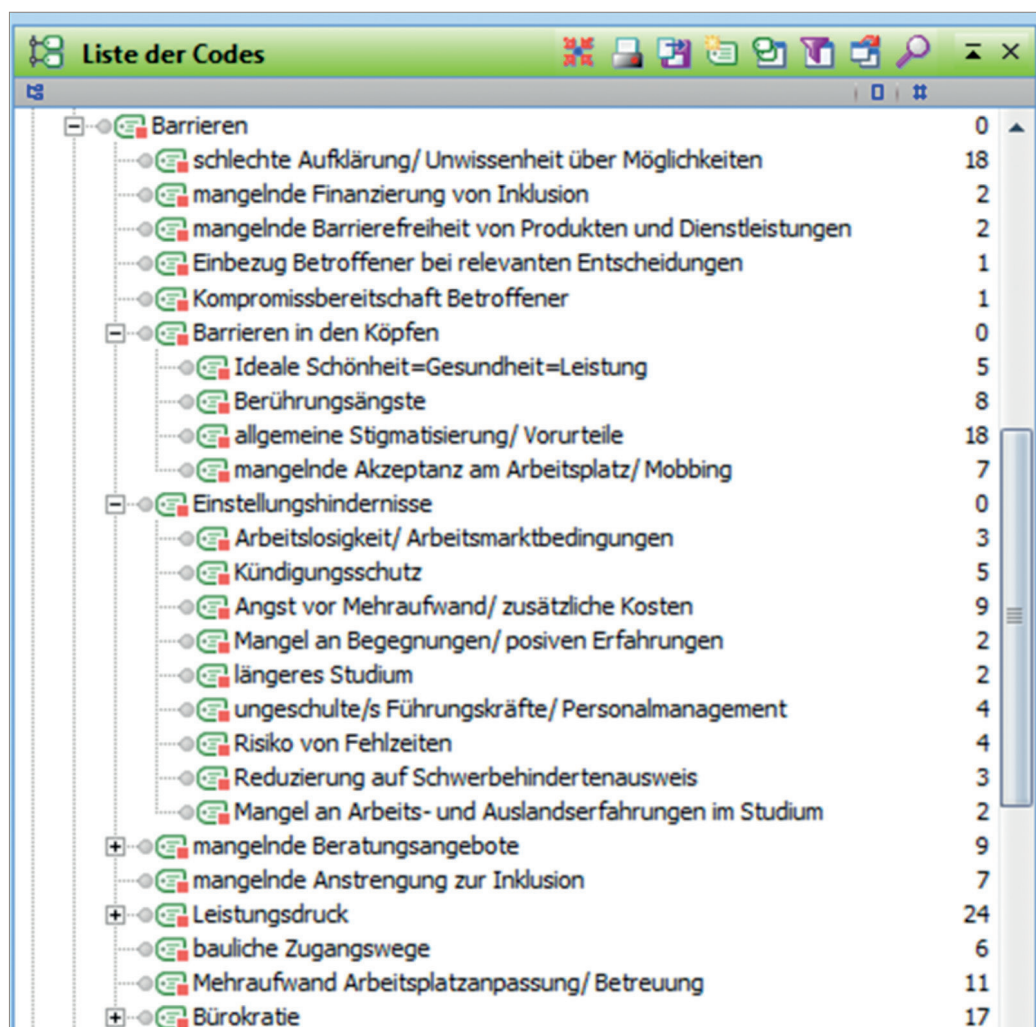 Liste der Codes
Barrieren 0
schlechte Aufklärung/ Unwissenheit über Möglichkeiten 18
mangelnde Finanzierung von Inklusion 2
mangelnde Barrierefreiheit von Produkten und Dienstleistungen 2
Einbezug Betroffener bei relevanten Entscheidungen 1
Kompromissbereitschaft Betroffener 1
Barrieren in den Köpfen 0
Ideale Schönheit=Gesundheit=Leistung 5
Berührungsängste 8
allgemeine Stigmatisierung/ Vorurteile 18
mangelnde Akzeptanz am Arbeitsplatz/ Mobbing 7
Einstellungshindernisse 0
Arbeitslosigkeit/ Arbeitsmarktbedingungen 3
Kündigungsschutz 5
Angst vor Mehraufwand/ zusätzliche Kosten 9
Mangel an Begegnungen/ posiven Erfahrungen 2
längeres Studium 2
ungeschulte/s Führungskräfte/ Personalmanagement 4
Risiko von Fehlzeiten 4
Reduzierung auf Schwerbehindertenausweis 3
Mangel an Arbeits- und Auslandserfahrungen im Studium 2
mangelnde Beratungsangebote 9
mangelnde Anstrengung zur Inklusion 7
Leistungsdruck 24
bauliche Zugangswege 6
Mehraufwand Arbeitsplatzanpassung/ Betreuung 11
Bürokratie 17